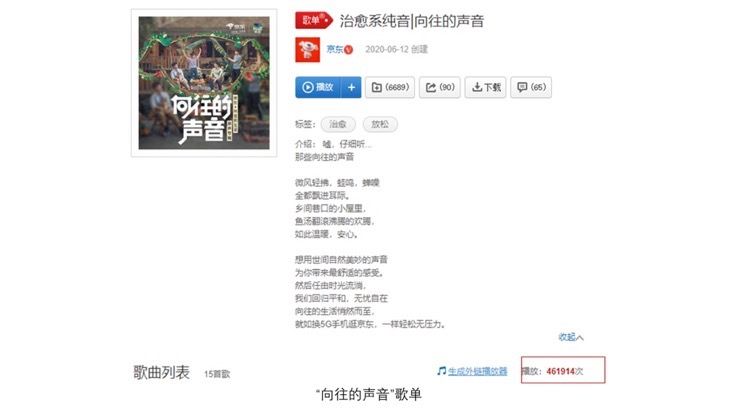 京东
向往的
声音
歌单
治愈系纯音|向往的声音
京东 V
2020-06-12 创建
播放 +
(6689)
(90)
下载
(65)
标签： 治愈 放松
介绍： 嘘，仔细听...
那些向往的声音
微风轻拂，蛙鸣，蝉噪
全都飘进耳际。
乡间巷口的小屋里，
鱼汤翻滚沸腾的欢腾，
如此温暖，安心。
想用世间自然美妙的声音
为你带来最舒适的感受。
然后任由时光流淌，
我们回归平和，无忧自在
向往的生活悄然而至，
就如换5G手机逛京东，一样轻松无压力。
收起
歌曲列表 15首歌
生成外链播放器
播放：461914次
“向往的声音”歌单